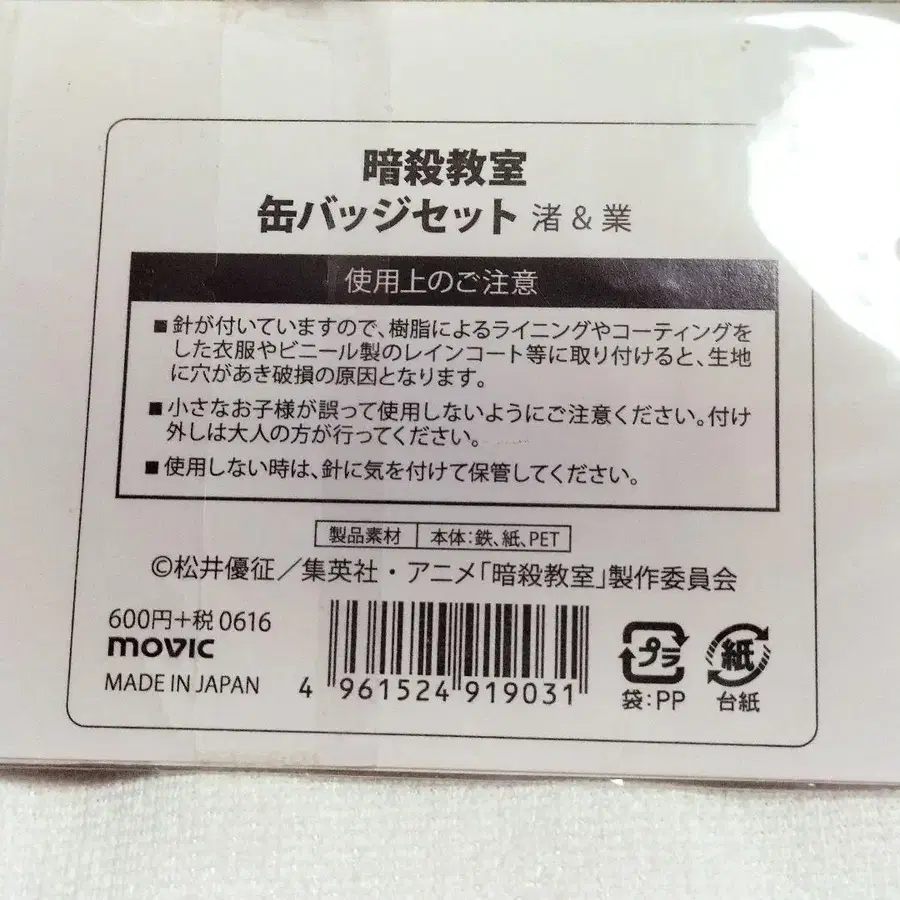 暗殺教室
缶バッジセット 渚 & 業
使用上のご注意
■針が付いていますので、樹脂によるライニングやコーティングを
した衣服やビニール製のレインコート等に取り付けると、生地
に穴があき破損の原因となります。
■小さなお子様が誤って使用しないようにご注意ください。付け
外しは大人の方が行ってください。
■使用しない時は、針に気を付けて保管してください。
製品素材 本体:鉄、紙、PET
©松井優征／集英社・アニメ「暗殺教室」製作委員会
600円+税 0616
movic
MADE IN JAPAN
4 961524 919031
プラ
袋:PP
紙
台紙